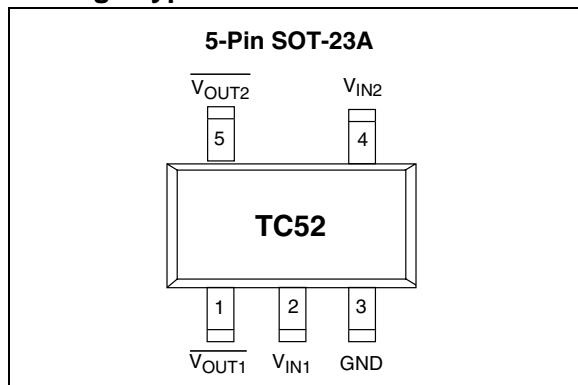 5-Pin SOT-23A
VOUT2 VIN2
5 4
TC52
1 2 3
VOUT1 VIN1 GND